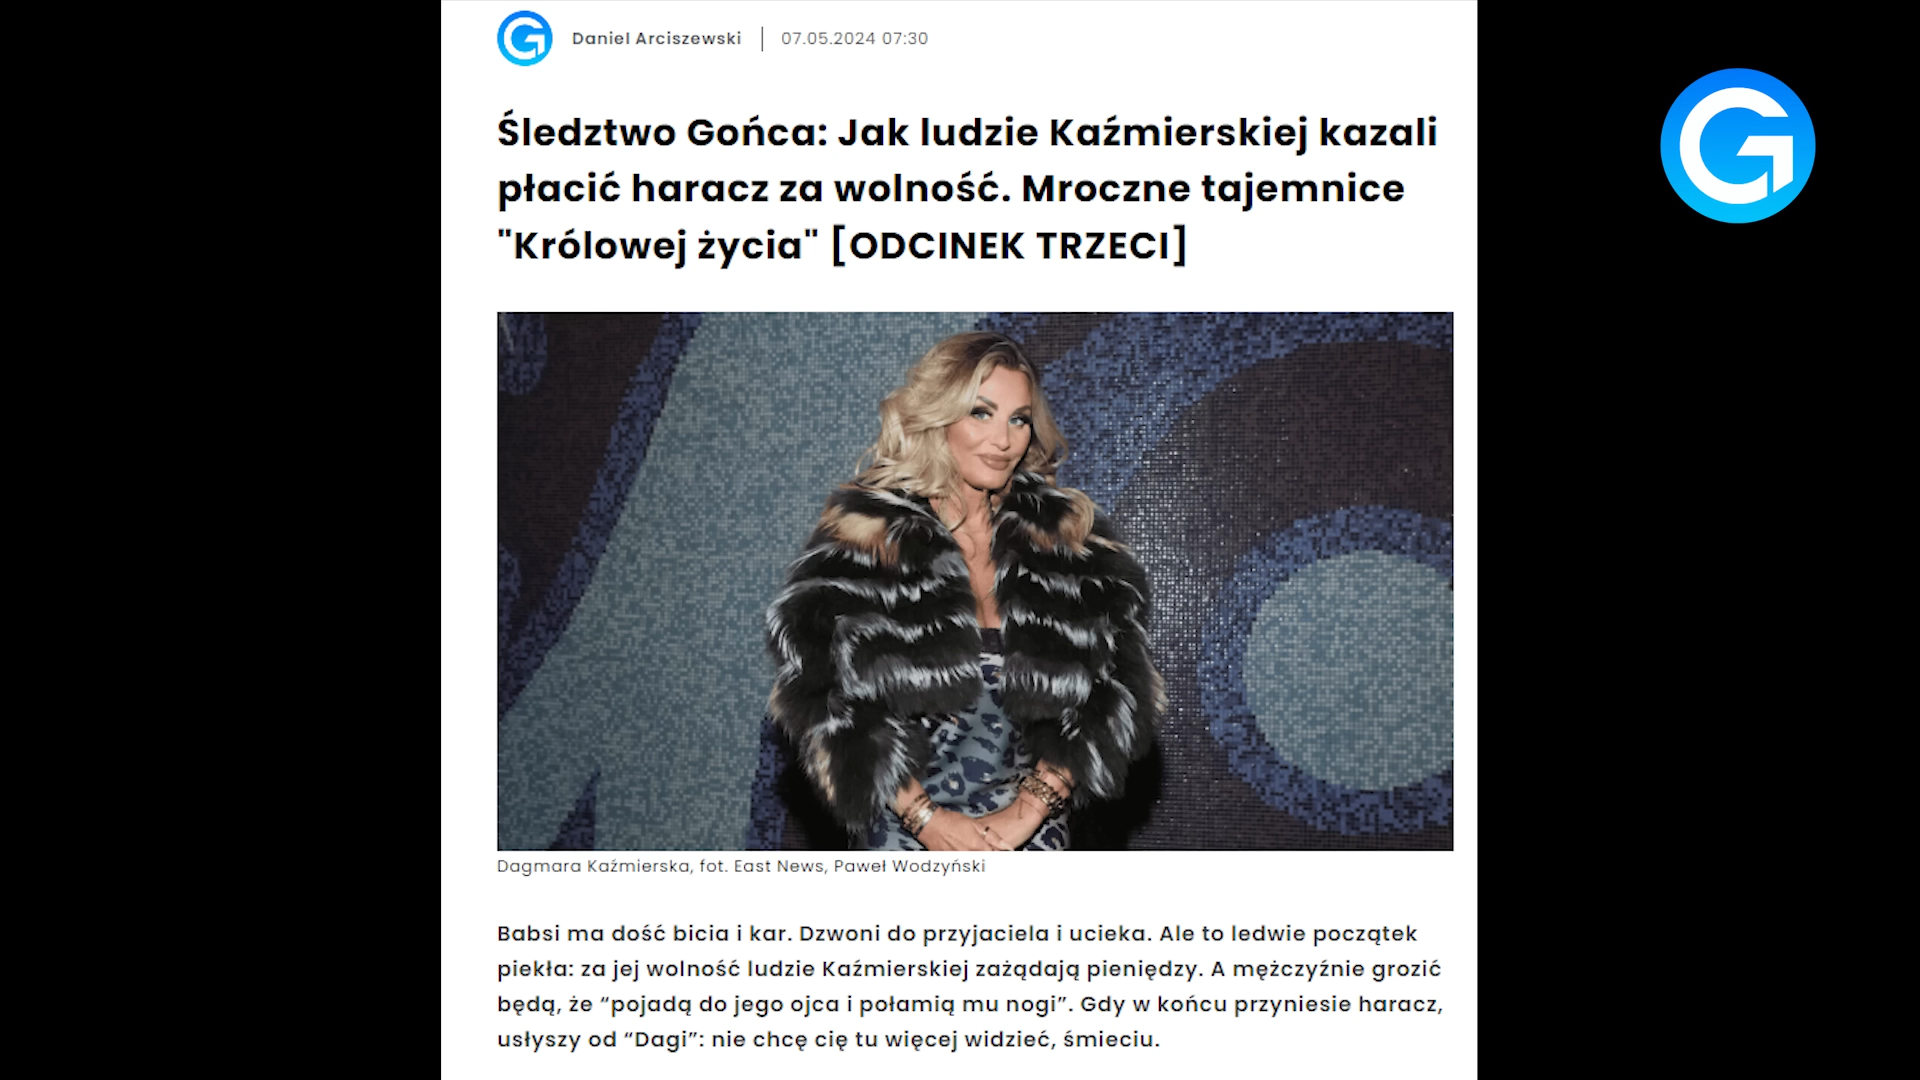 Daniel Arciszewski | 07.05.2024 07:30
Śledztwo Gońca: Jak ludzie Kaźmierskiej kazali
płacić haracz za wolność. Mroczne tajemnice
"Królowej życia" [ODCINEK TRZECI]
Dagmara Kaźmierska, fot. East News, Paweł Wodzyński
Babsi ma dość bicia i kar. Dzwoni do przyjaciela i ucieka. Ale to ledwie początek
piekła: za jej wolność ludzie Kaźmierskiej zażądają pieniędzy. A mężczyźnie grozić
będą, że “pojadą do jego ojca i połamią mu nogi”. Gdy w końcu przyniesie haracz,
usłyszy od “Dagi”: nie chcę cię tu więcej widzieć, śmieciu.